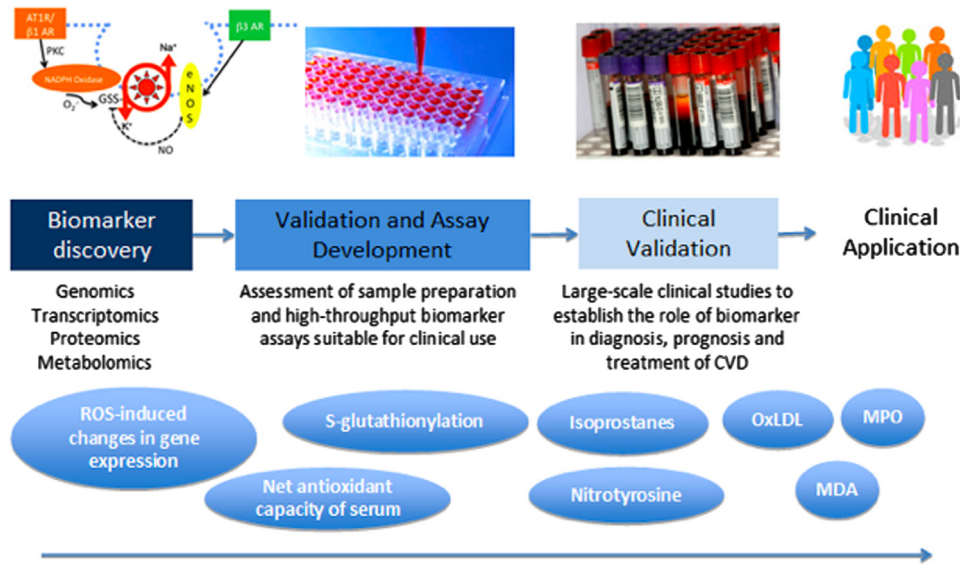 AT1R/
β1 AR
β3 AR
PKC
Na⁺
NADPH Oxidase
eNOS
O₂⁻
GSS
K⁺
NO
Biomarker
discovery
Validation and Assay
Development
Clinical
Validation
Clinical
Application
Genomics
Transcriptomics
Proteomics
Metabolomics
Assessment of sample preparation
and high-throughput biomarker
assays suitable for clinical use
Large-scale clinical studies to
establish the role of biomarker
in diagnosis, prognosis and
treatment of CVD
ROS-induced
changes in gene
expression
S-glutathionylation
Net antioxidant
capacity of serum
Isoprostanes
Nitrotyrosine
OxLDL
MPO
MDA